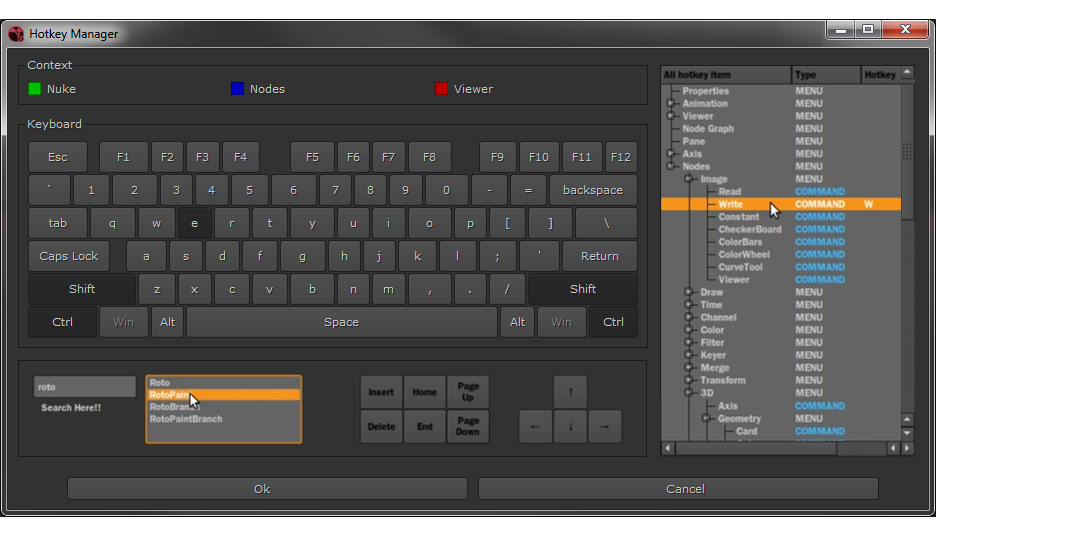 Hotkey Manager
Context
Nuke Nodes Viewer
Keyboard
Esc F1 F2 F3 F4 F5 F6 F7 F8 F9 F10 F11 F12
` 1 2 3 4 5 6 7 8 9 0 - = backspace
tab q w e r t y u i o p [ ] \
Caps Lock a s d f g h j k l ; ' Return
Shift z x c v b n m , . / Shift
Ctrl Win Alt Space Alt Win Ctrl
roto
Search Here!!
Roto
RotoPain
RotoBran
RotoPaintBranch
Insert Home Page Up
Delete End Page Down
↑
← ↓ →
All hotkey item Type Hotkey
Properties MENU
Animation MENU
Viewer MENU
Node Graph MENU
Pane MENU
Axis MENU
Nodes MENU
Image MENU
Read COMMAND
Write COMMAND W
Constant COMMAND
CheckerBoard COMMAND
ColorBars COMMAND
ColorWheel COMMAND
CurveTool COMMAND
Viewer COMMAND
Draw MENU
Time MENU
Channel MENU
Color MENU
Filter MENU
Keyer MENU
Merge MENU
Transform MENU
3D MENU
Axis COMMAND
Geometry MENU
Card COMMAND
Ok Cancel